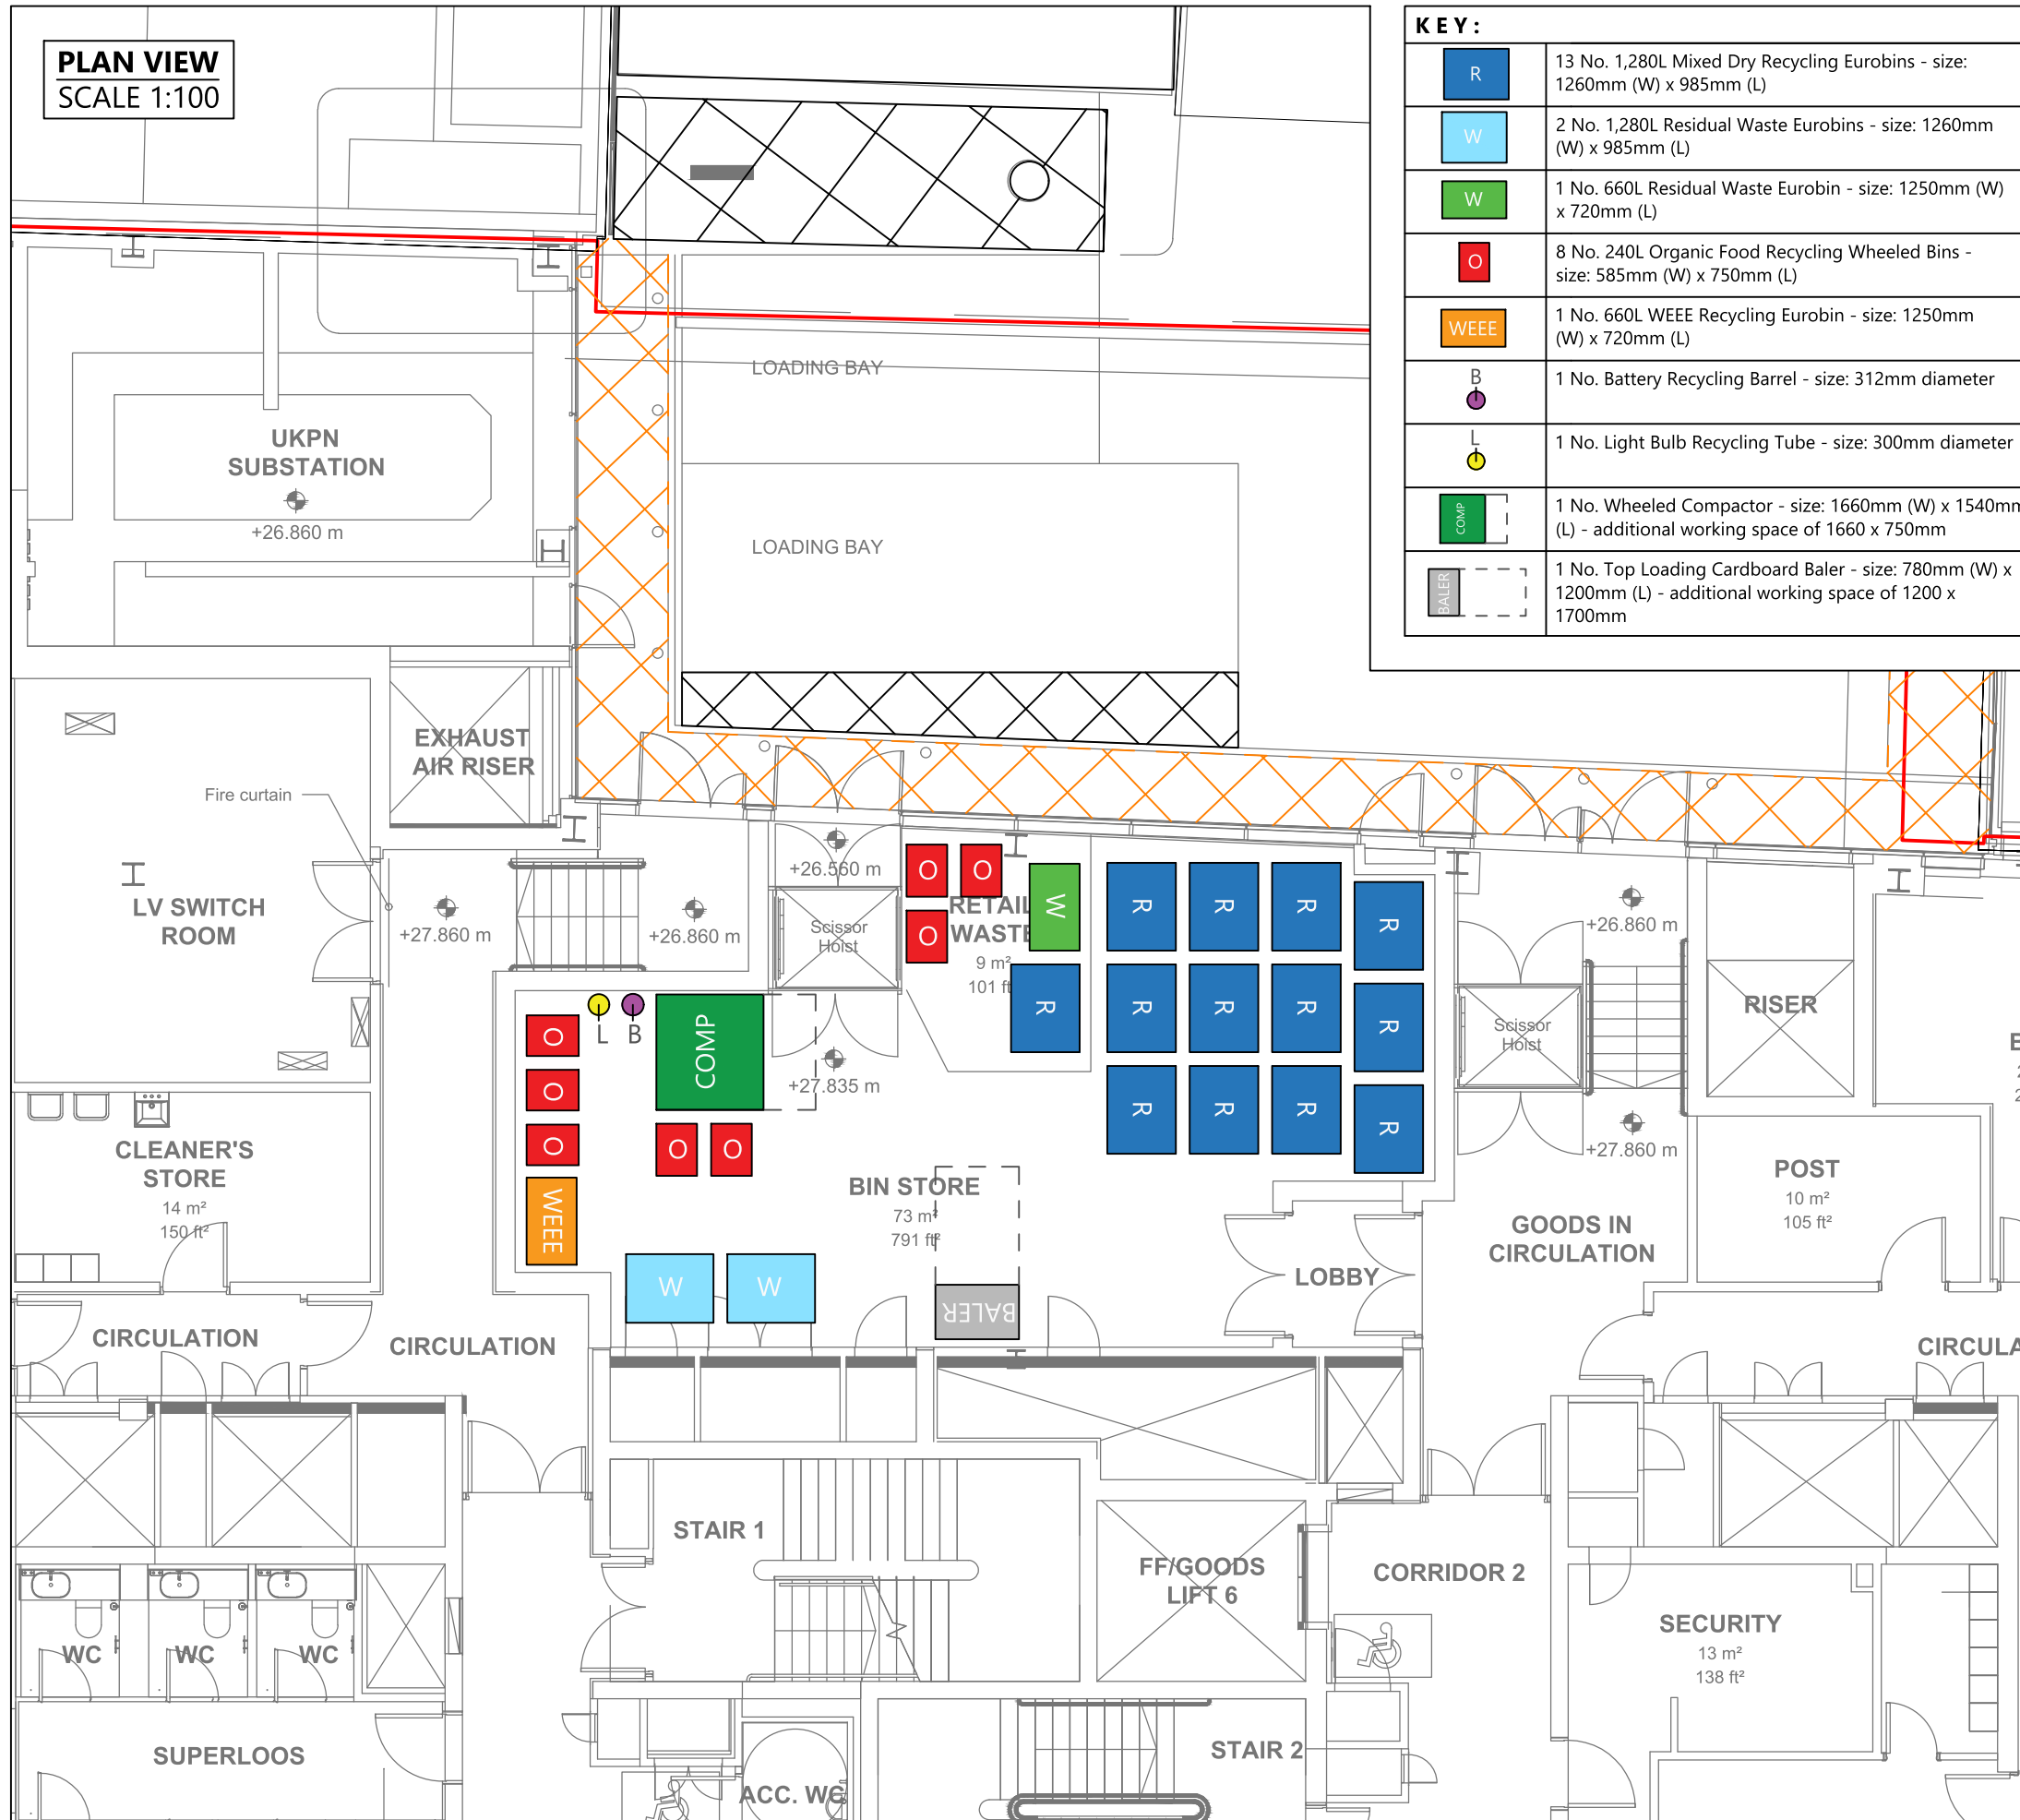 PLAN VIEW
SCALE 1:100
KEY:
R
13 No. 1,280L Mixed Dry Recycling Eurobins - size:
1260mm (W) x 985mm (L)
W
2 No. 1,280L Residual Waste Eurobins - size: 1260mm
(W) x 985mm (L)
W
1 No. 660L Residual Waste Eurobin - size: 1250mm (W)
x 720mm (L)
O
8 No. 240L Organic Food Recycling Wheeled Bins -
size: 585mm (W) x 750mm (L)
WEEE
1 No. 660L WEEE Recycling Eurobin - size: 1250mm
(W) x 720mm (L)
B
1 No. Battery Recycling Barrel - size: 312mm diameter
L
1 No. Light Bulb Recycling Tube - size: 300mm diameter
COMP
1 No. Wheeled Compactor - size: 1660mm (W) x 1540mm
(L) - additional working space of 1660 x 750mm
BALER
1 No. Top Loading Cardboard Baler - size: 780mm (W) x
1200mm (L) - additional working space of 1200 x
1700mm
LOADING BAY
UKPN
SUBSTATION
+26.860 m
LOADING BAY
EXHAUST
AIR RISER
Fire curtain
LV SWITCH
ROOM
+27.860 m
+26.860 m
+26.560 m
Scissor
Hoist
O
O
O
RETAIL
WASTE
9 m²
101 ft
W
R
R
R
R
R
R
R
R
R
R
R
R
R
+26.860 m
Scissor
Hoist
RISER
L
B
COMP
+27.835 m
O
O
O
O
O
WEEE
+27.860 m
CLEANER'S
STORE
14 m²
150 ft²
BIN STORE
73 m²
791 ft²
POST
10 m²
105 ft²
GOODS IN
CIRCULATION
LOBBY
W
W
BALER
CIRCULATION
CIRCULATION
CIRCULA
STAIR 1
FF/GOODS
LIFT 6
CORRIDOR 2
SECURITY
13 m²
138 ft²
WC
WC
WC
SUPERLOOS
ACC. WC
STAIR 2